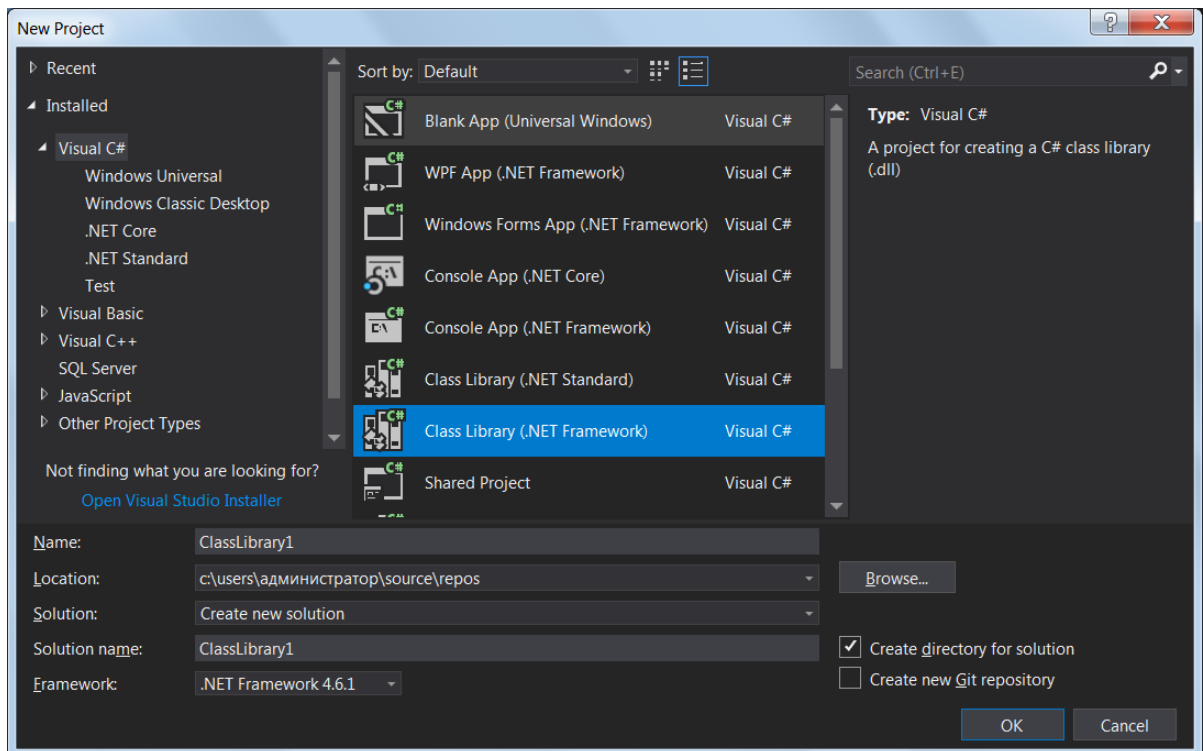 New Project
Recent
Installed
Visual C#
Windows Universal
Windows Classic Desktop
.NET Core
.NET Standard
Test
Visual Basic
Visual C++
SQL Server
JavaScript
Other Project Types
Not finding what you are looking for?
Open Visual Studio Installer
Sort by: Default
C# Blank App (Universal Windows) Visual C#
C# WPF App (.NET Framework) Visual C#
C# Windows Forms App (.NET Framework) Visual C#
C:\ Console App (.NET Core) Visual C#
C# Console App (.NET Framework) Visual C#
C# Class Library (.NET Standard) Visual C#
C# Class Library (.NET Framework) Visual C#
C# Shared Project Visual C#
Search (Ctrl+E)
Type: Visual C#
A project for creating a C# class library
(.dll)
Name: ClassLibrary1
Location: c:\users\администратор\source\repos
Browse...
Solution: Create new solution
Solution name: ClassLibrary1
Create directory for solution
Framework: .NET Framework 4.6.1
Create new Git repository
OK Cancel